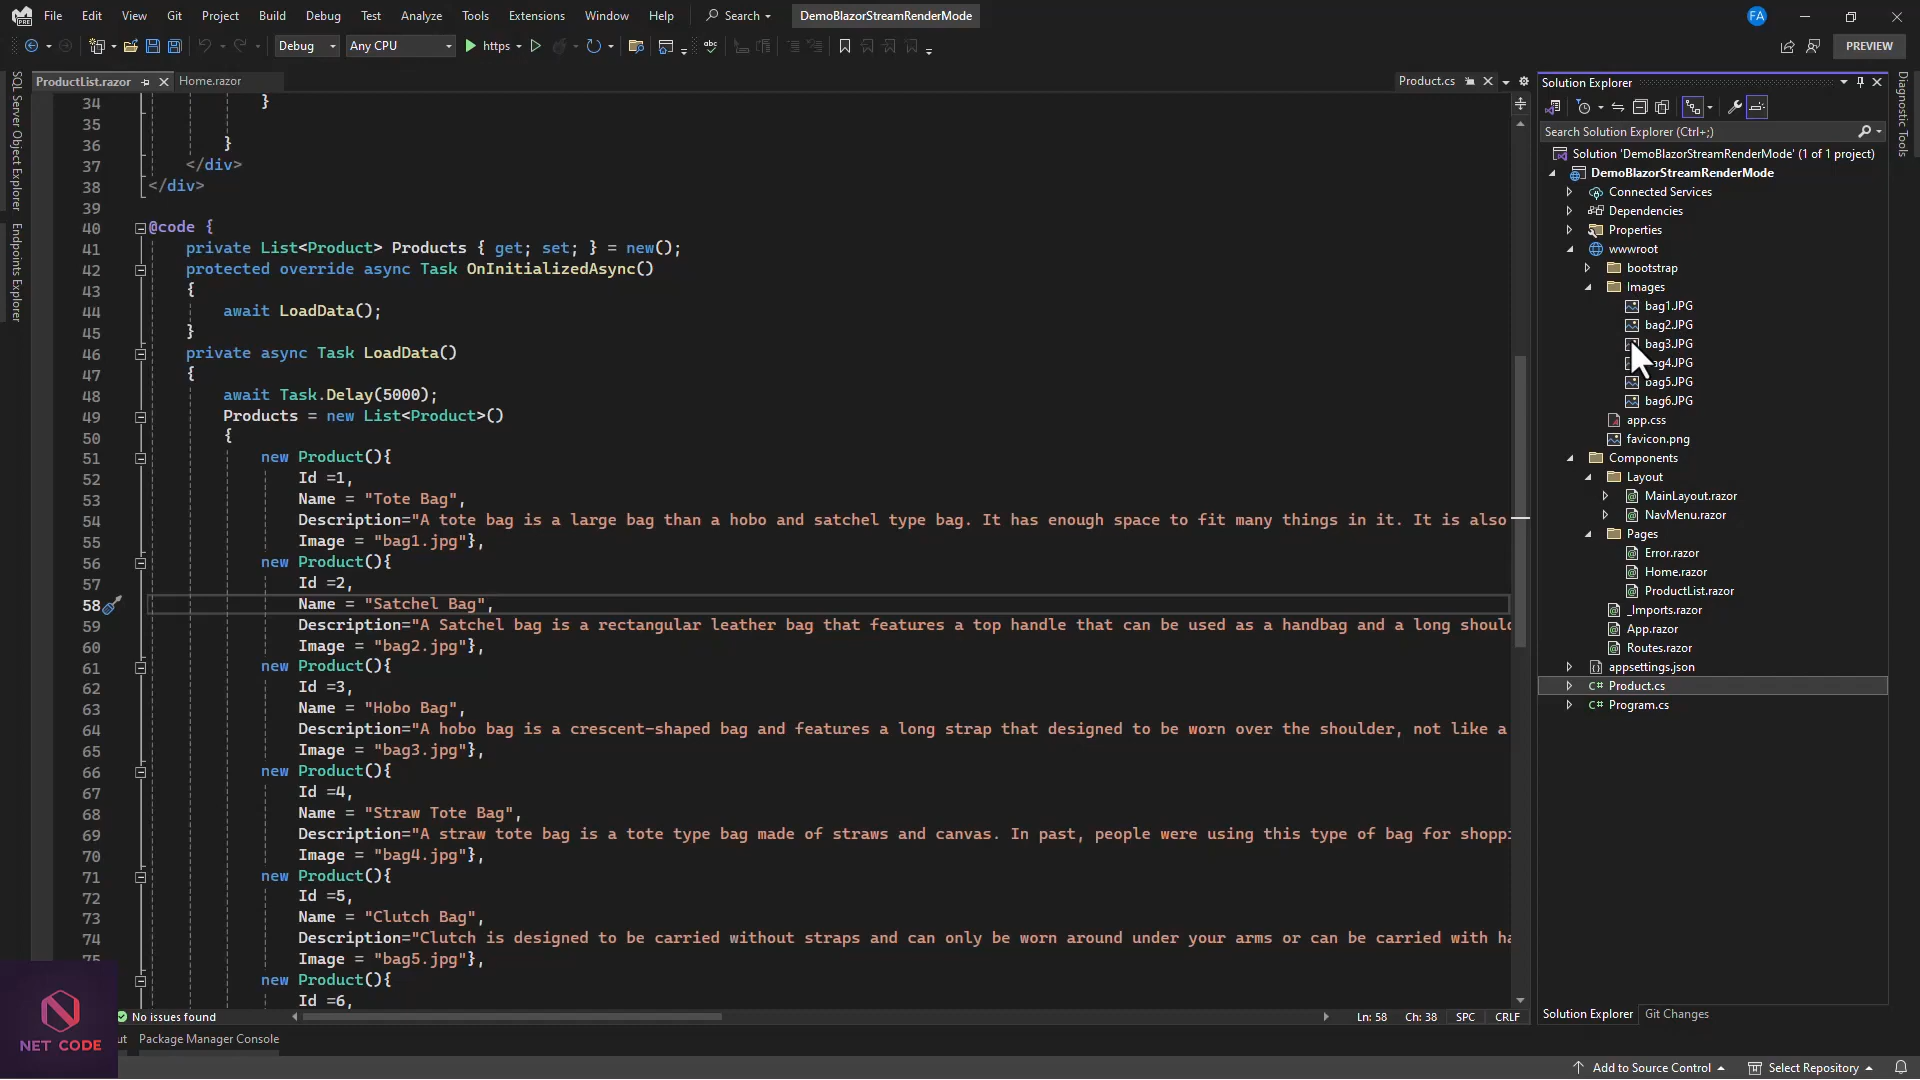 File Edit View Git Project Build Debug Test Analyze Tools Extensions Window Help Search DemoBlazorStreamRenderMode FA
Debug Any CPU https PREVIEW
ProductList.razor Home.razor Product.cs
SQL Server Object Explorer
Endpoints Explorer
34 }
35
36 }
37 </div>
38 </div>
39
40 @code {
41 private List<Product> Products { get; set; } = new();
42 protected override async Task OnInitializedAsync()
43 {
44 await LoadData();
45 }
46 private async Task LoadData()
47 {
48 await Task.Delay(5000);
49 Products = new List<Product>()
50 {
51 new Product(){
52 Id =1,
53 Name = "Tote Bag",
54 Description="A tote bag is a large bag than a hobo and satchel type bag. It has enough space to fit many things in it. It is also
55 Image = "bag1.jpg"},
56 new Product(){
57 Id =2,
58 Name = "Satchel Bag",
59 Description="A Satchel bag is a rectangular leather bag that features a top handle that can be used as a handbag and a long shoul
60 Image = "bag2.jpg"},
61 new Product(){
62 Id =3,
63 Name = "Hobo Bag",
64 Description="A hobo bag is a crescent-shaped bag and features a long strap that designed to be worn over the shoulder, not like a
65 Image = "bag3.jpg"},
66 new Product(){
67 Id =4,
68 Name = "Straw Tote Bag",
69 Description="A straw tote bag is a tote type bag made of straws and canvas. In past, people were using this type of bag for shoppi
70 Image = "bag4.jpg"},
71 new Product(){
72 Id =5,
73 Name = "Clutch Bag",
74 Description="Clutch is designed to be carried without straps and can only be worn around under your arms or can be carried with ha
75 Image = "bag5.jpg"},
new Product(){
Id =6,
No issues found Ln: 58 Ch: 38 SPC CRLF
Package Manager Console
NET CODE
Solution Explorer
Search Solution Explorer (Ctrl+;)
Solution 'DemoBlazorStreamRenderMode' (1 of 1 project)
DemoBlazorStreamRenderMode
Connected Services
Dependencies
Properties
wwwroot
bootstrap
Images
bag1.JPG
bag2.JPG
bag3.JPG
ag4.JPG
bag5.JPG
bag6.JPG
app.css
favicon.png
Components
Layout
MainLayout.razor
NavMenu.razor
Pages
Error.razor
Home.razor
ProductList.razor
_Imports.razor
App.razor
Routes.razor
appsettings.json
C# Product.cs
C# Program.cs
Solution Explorer Git Changes
Diagnostic Tools
Add to Source Control Select Repository